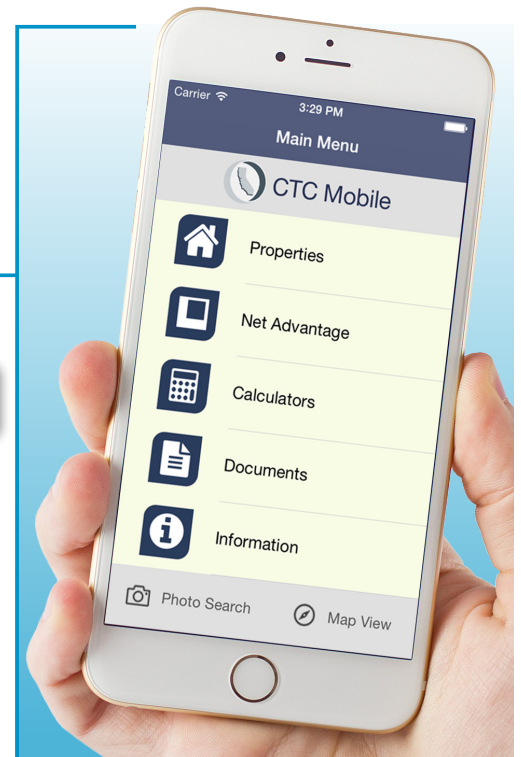 Carrier
3:29 PM
Main Menu
CTC Mobile
Properties
Net Advantage
Calculators
Documents
Information
Photo Search
Map View